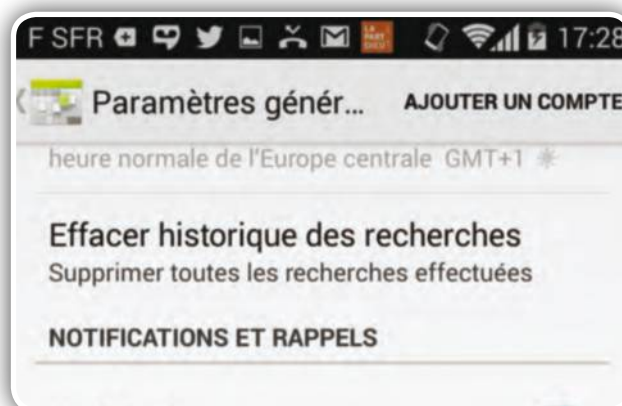 F SFR 17:28
Paramètres génér... AJOUTER UN COMPTE
heure normale de l'Europe centrale GMT+1
Effacer historique des recherches
Supprimer toutes les recherches effectuées
NOTIFICATIONS ET RAPPELS